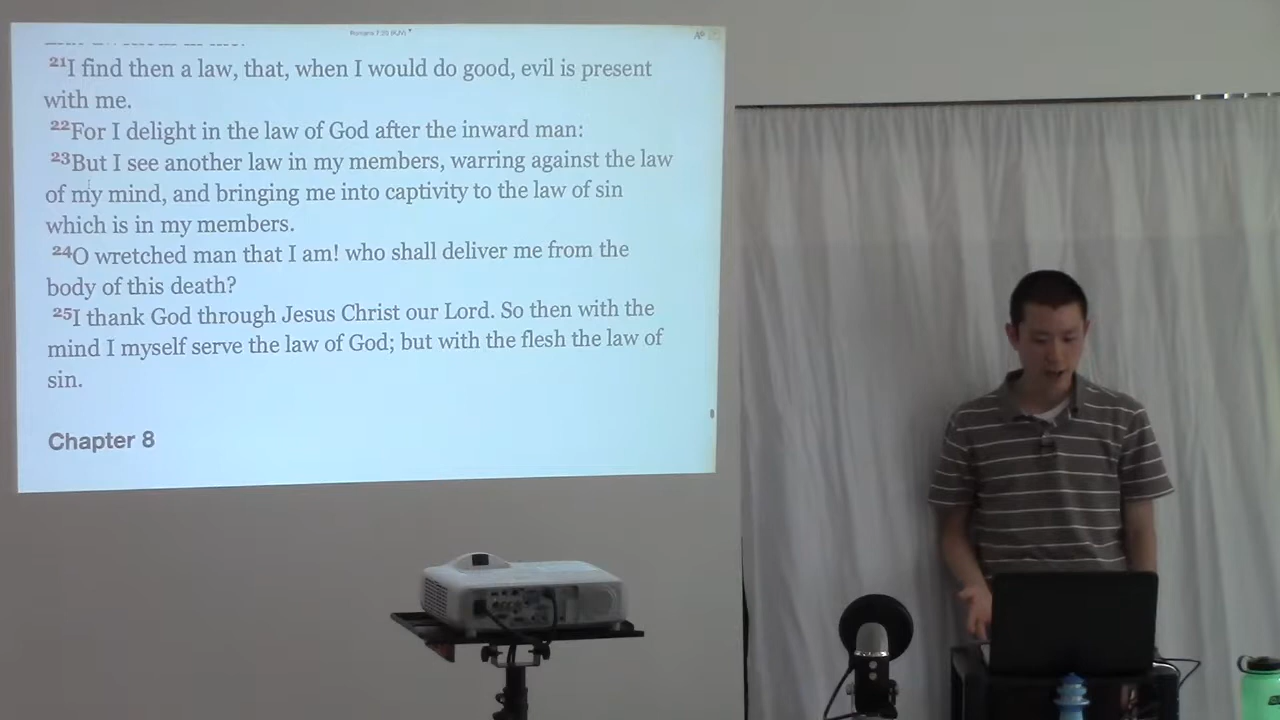 Romans 7:23 (KJV)
21I find then a law, that, when I would do good, evil is present
with me.
22For I delight in the law of God after the inward man:
23But I see another law in my members, warring against the law
of my mind, and bringing me into captivity to the law of sin
which is in my members.
24O wretched man that I am! who shall deliver me from the
body of this death?
25I thank God through Jesus Christ our Lord. So then with the
mind I myself serve the law of God; but with the flesh the law of
sin.
Chapter 8